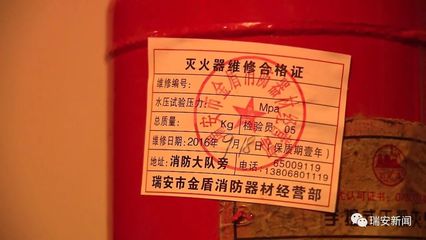 灭火器维修合格证
维修编号:
水压试验压力: Mpa
总质量: Kg 检验员 05
维修日期:2016年 月 日(保质期壹年)
地址:消防大队旁 电话:65009119
13806801119
瑞安市金盾消防器材经营部
瑞安新闻